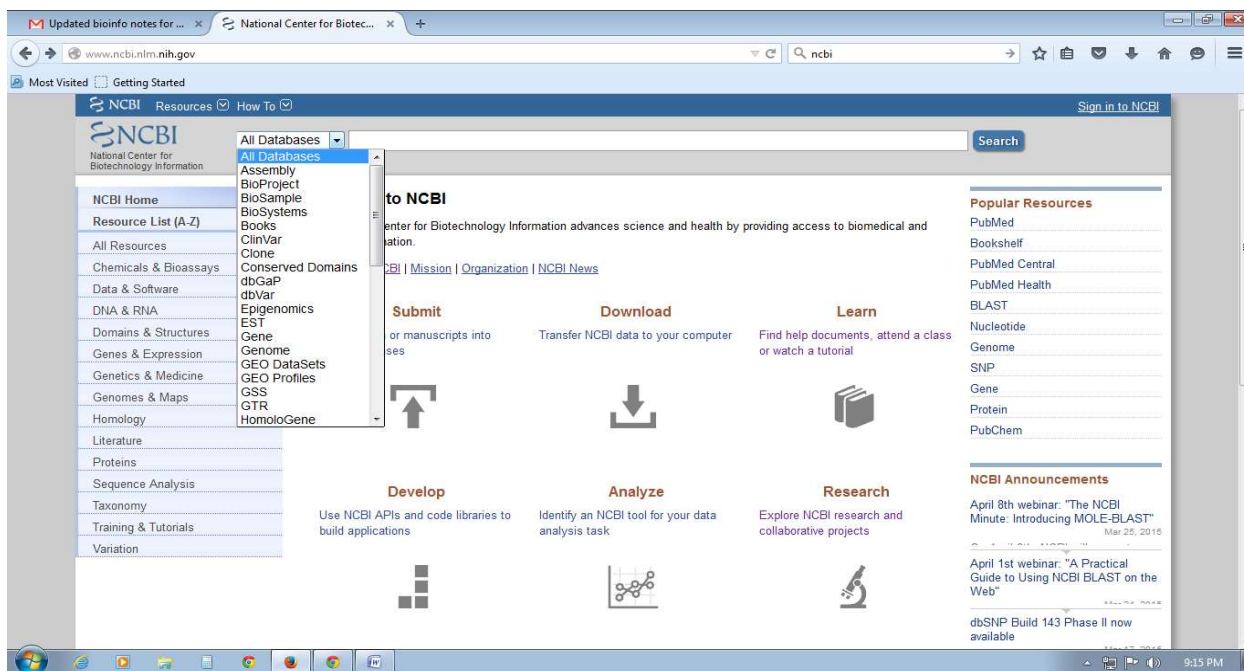 Updated bioinfo notes for ...
National Center for Biotec...
www.ncbi.nlm.nih.gov
ncbi
Most Visited
Getting Started
NCBI Resources How To
Sign in to NCBI
NCBI
National Center for
Biotechnology Information
All Databases
Search
All Databases
Assembly
BioProject
BioSample
BioSystems
Books
ClinVar
Clone
Conserved Domains
dbGaP
dbVar
Epigenomics
EST
Gene
Genome
GEO DataSets
GEO Profiles
GSS
GTR
HomoloGene
NCBI Home
Resource List (A-Z)
All Resources
Chemicals & Bioassays
Data & Software
DNA & RNA
Domains & Structures
Genes & Expression
Genetics & Medicine
Genomes & Maps
Homology
Literature
Proteins
Sequence Analysis
Taxonomy
Training & Tutorials
Variation
to NCBI
enter for Biotechnology Information advances science and health by providing access to biomedical and
| Mission | Organization | NCBI News
Submit
or manuscripts into
Download
Transfer NCBI data to your computer
Learn
Find help documents, attend a class
or watch a tutorial
Develop
Use NCBI APIs and code libraries to
build applications
Analyze
Identify an NCBI tool for your data
analysis task
Research
Explore NCBI research and
collaborative projects
Popular Resources
PubMed
Bookshelf
PubMed Central
PubMed Health
BLAST
Nucleotide
Genome
SNP
Gene
Protein
PubChem
NCBI Announcements
April 8th webinar: "The NCBI
Minute: Introducing MOLE-BLAST"
Mar 25, 2015
April 1st webinar: "A Practical
Guide to Using NCBI BLAST on the
Web"
dbSNP Build 143 Phase II now
available
9:15 PM